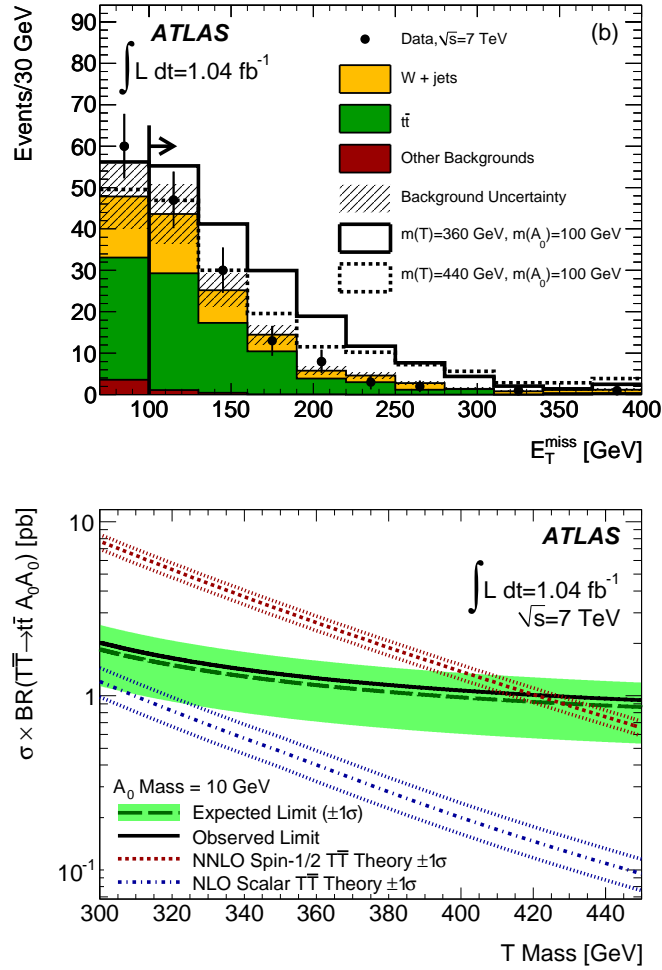 ATLAS
(b)
∫ L dt=1.04 fb⁻¹
Data,√s=7 TeV
W + jets
tt̄
Other Backgrounds
Background Uncertainty
m(T)=360 GeV, m(A₀)=100 GeV
m(T)=440 GeV, m(A₀)=100 GeV
Events/30 GeV
90
80
70
60
50
40
30
20
10
0
100 150 200 250 300 350 400
E_T^miss [GeV]
10
1
10⁻¹
σ × BR(TT̄→tt̄ A₀A₀) [pb]
ATLAS
∫ L dt=1.04 fb⁻¹
√s=7 TeV
A₀ Mass = 10 GeV
Expected Limit (±1σ)
Observed Limit
NNLO Spin-1/2 TT̄ Theory ±1σ
NLO Scalar TT̄ Theory ±1σ
300 320 340 360 380 400 420 440
T Mass [GeV]